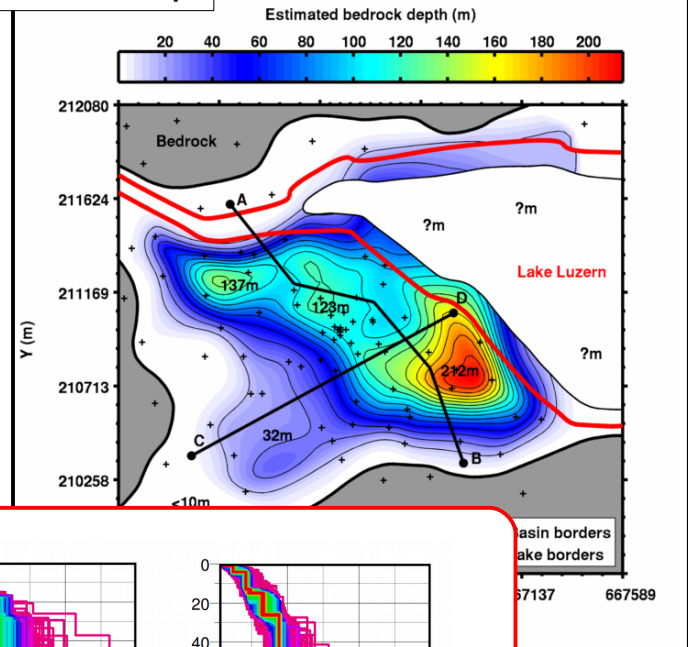 Estimated bedrock depth (m)
20 40 60 80 100 120 140 160 180 200
212080
Bedrock
211624
A
?m
?m
Lake Luzern
137m
211169
123m
D
Y (m)
?m
212m
210713
32m
C
B
210258
<10m
asin borders
ake borders
67137 667589
0
20
40